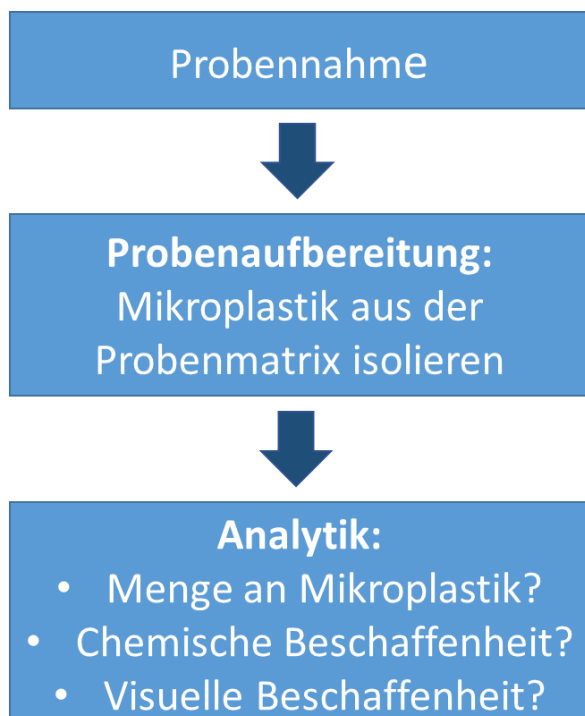 Probennahme
Probenaufbereitung:
Mikroplastik aus der
Probenmatrix isolieren
Analytik:
• Menge an Mikroplastik?
• Chemische Beschaffenheit?
• Visuelle Beschaffenheit?